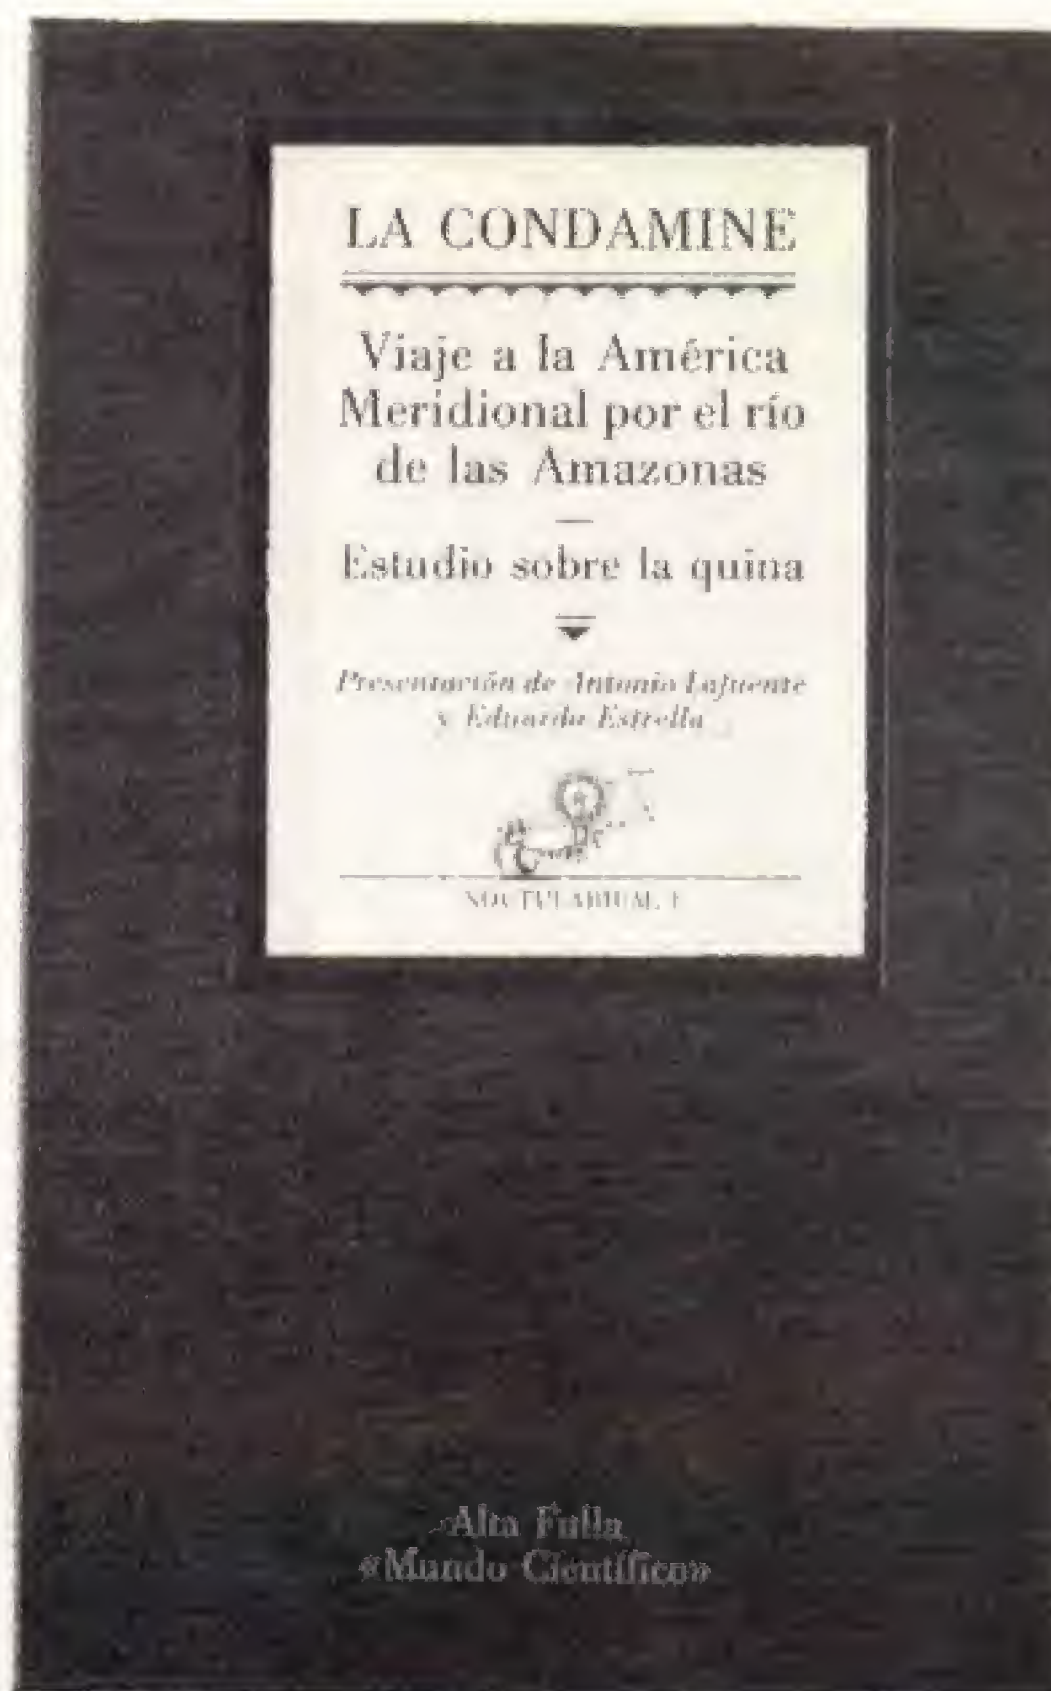 LA CONDAMINE
Viaje a la América
Meridional por el río
de las Amazonas
Estudio sobre la quina
Presentación de Antonio Lafuente
y Eduardo Estrella
Alta Fulla
«Mundo Científico»